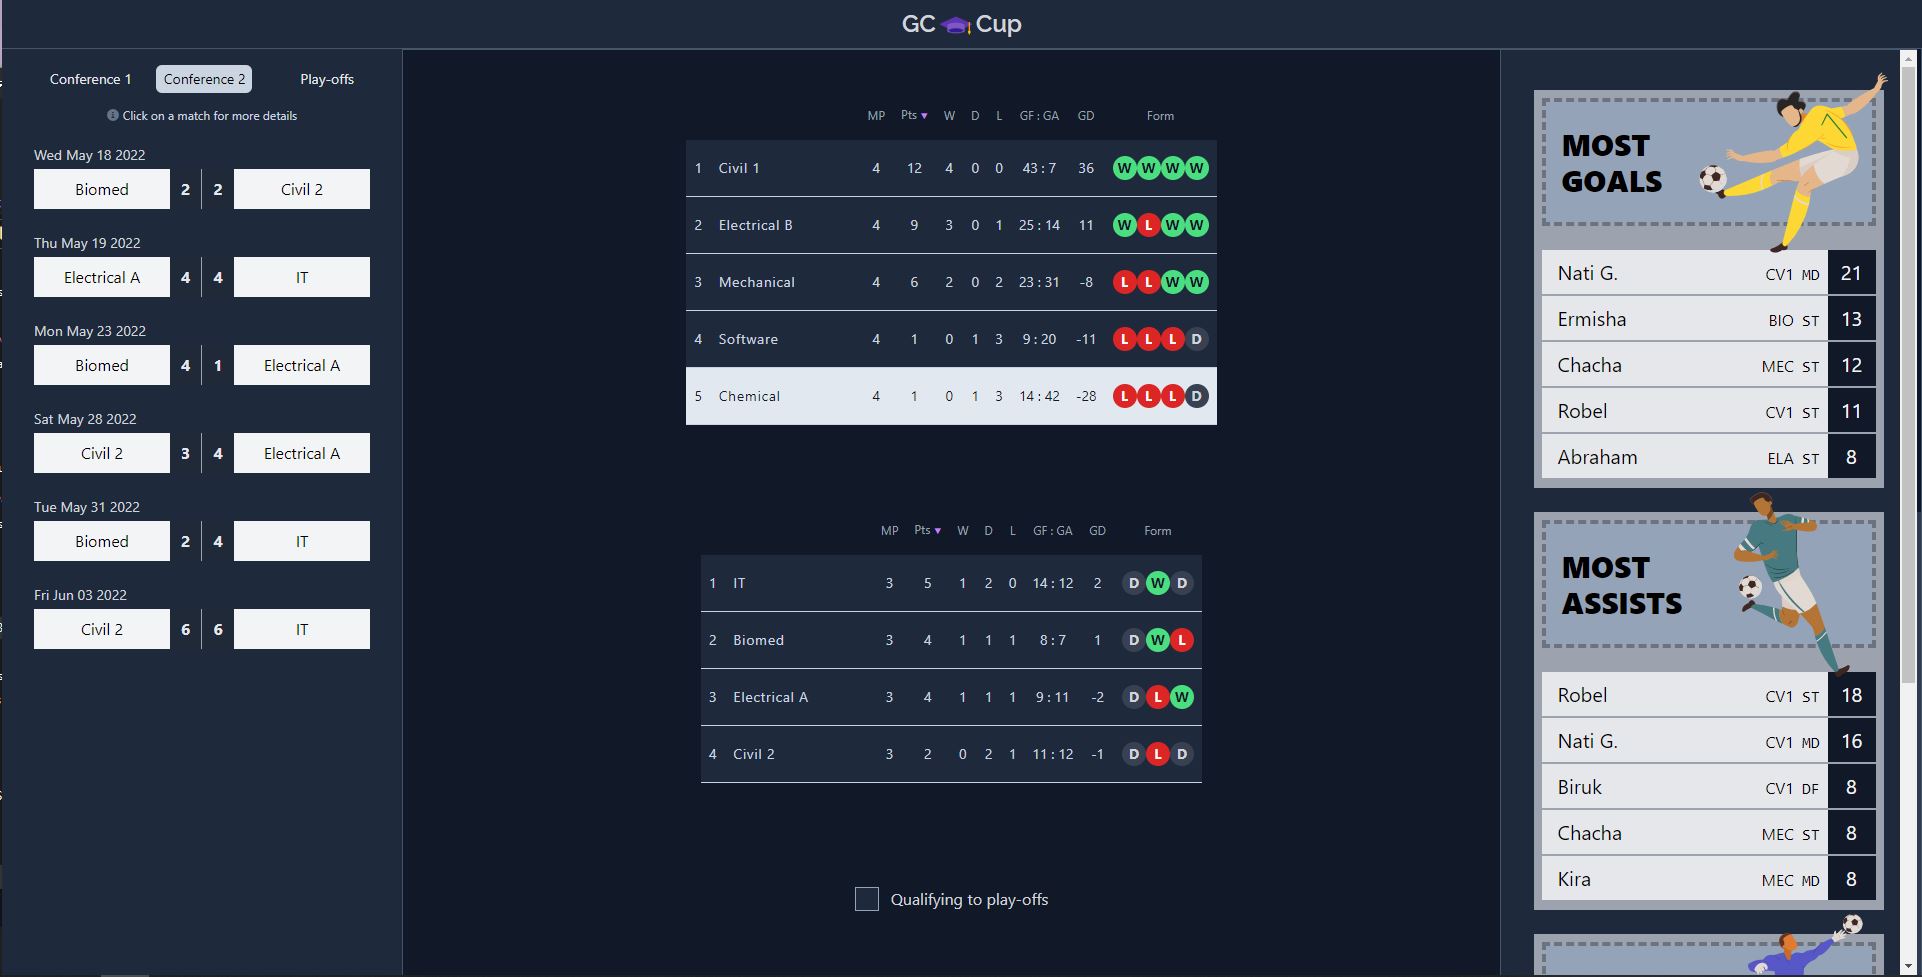 GC Cup
Conference 1 Conference 2 Play-offs
Click on a match for more details
Wed May 18 2022
Biomed 2 2 Civil 2
Thu May 19 2022
Electrical A 4 4 IT
Mon May 23 2022
Biomed 4 1 Electrical A
Sat May 28 2022
Civil 2 3 4 Electrical A
Tue May 31 2022
Biomed 2 4 IT
Fri Jun 03 2022
Civil 2 6 6 IT
MP Pts ▼ W D L GF : GA GD Form
1 Civil 1 4 12 4 0 0 43 : 7 36 W W W W
2 Electrical B 4 9 3 0 1 25 : 14 11 W L W W
3 Mechanical 4 6 2 0 2 23 : 31 -8 L L W W
4 Software 4 1 0 1 3 9 : 20 -11 L L L D
5 Chemical 4 1 0 1 3 14 : 42 -28 L L L D
MP Pts ▼ W D L GF : GA GD Form
1 IT 3 5 1 2 0 14 : 12 2 D W D
2 Biomed 3 4 1 1 1 8 : 7 1 D W L
3 Electrical A 3 4 1 1 1 9 : 11 -2 D L W
4 Civil 2 3 2 0 2 1 11 : 12 -1 D L D
Qualifying to play-offs
MOST
GOALS
Nati G. CV1 MD 21
Ermisha BIO ST 13
Chacha MEC ST 12
Robel CV1 ST 11
Abraham ELA ST 8
MOST
ASSISTS
Robel CV1 ST 18
Nati G. CV1 MD 16
Biruk CV1 DF 8
Chacha MEC ST 8
Kira MEC MD 8